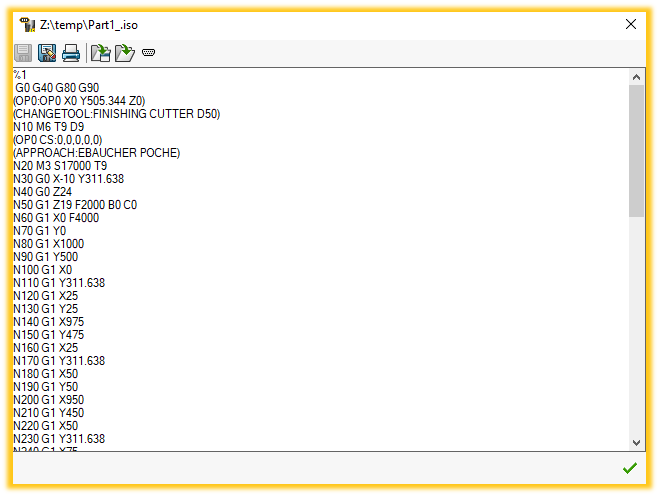 Z:\temp\Part1_.iso
%1
G0 G40 G80 G90
(OP0:OP0 X0 Y505.344 Z0)
(CHANGETOOL:FINISHING CUTTER D50)
N10 M6 T9 D9
(OP0 CS:0,0,0,0,0)
(APPROACH:EBAUCHER POCHE)
N20 M3 S17000 T9
N30 G0 X-10 Y311.638
N40 G0 Z24
N50 G1 Z19 F2000 B0 C0
N60 G1 X0 F4000
N70 G1 Y0
N80 G1 X1000
N90 G1 Y500
N100 G1 X0
N110 G1 Y311.638
N120 G1 X25
N130 G1 Y25
N140 G1 X975
N150 G1 Y475
N160 G1 X25
N170 G1 Y311.638
N180 G1 X50
N190 G1 Y50
N200 G1 X950
N210 G1 Y450
N220 G1 X50
N230 G1 Y311.638
N240 G1 X75